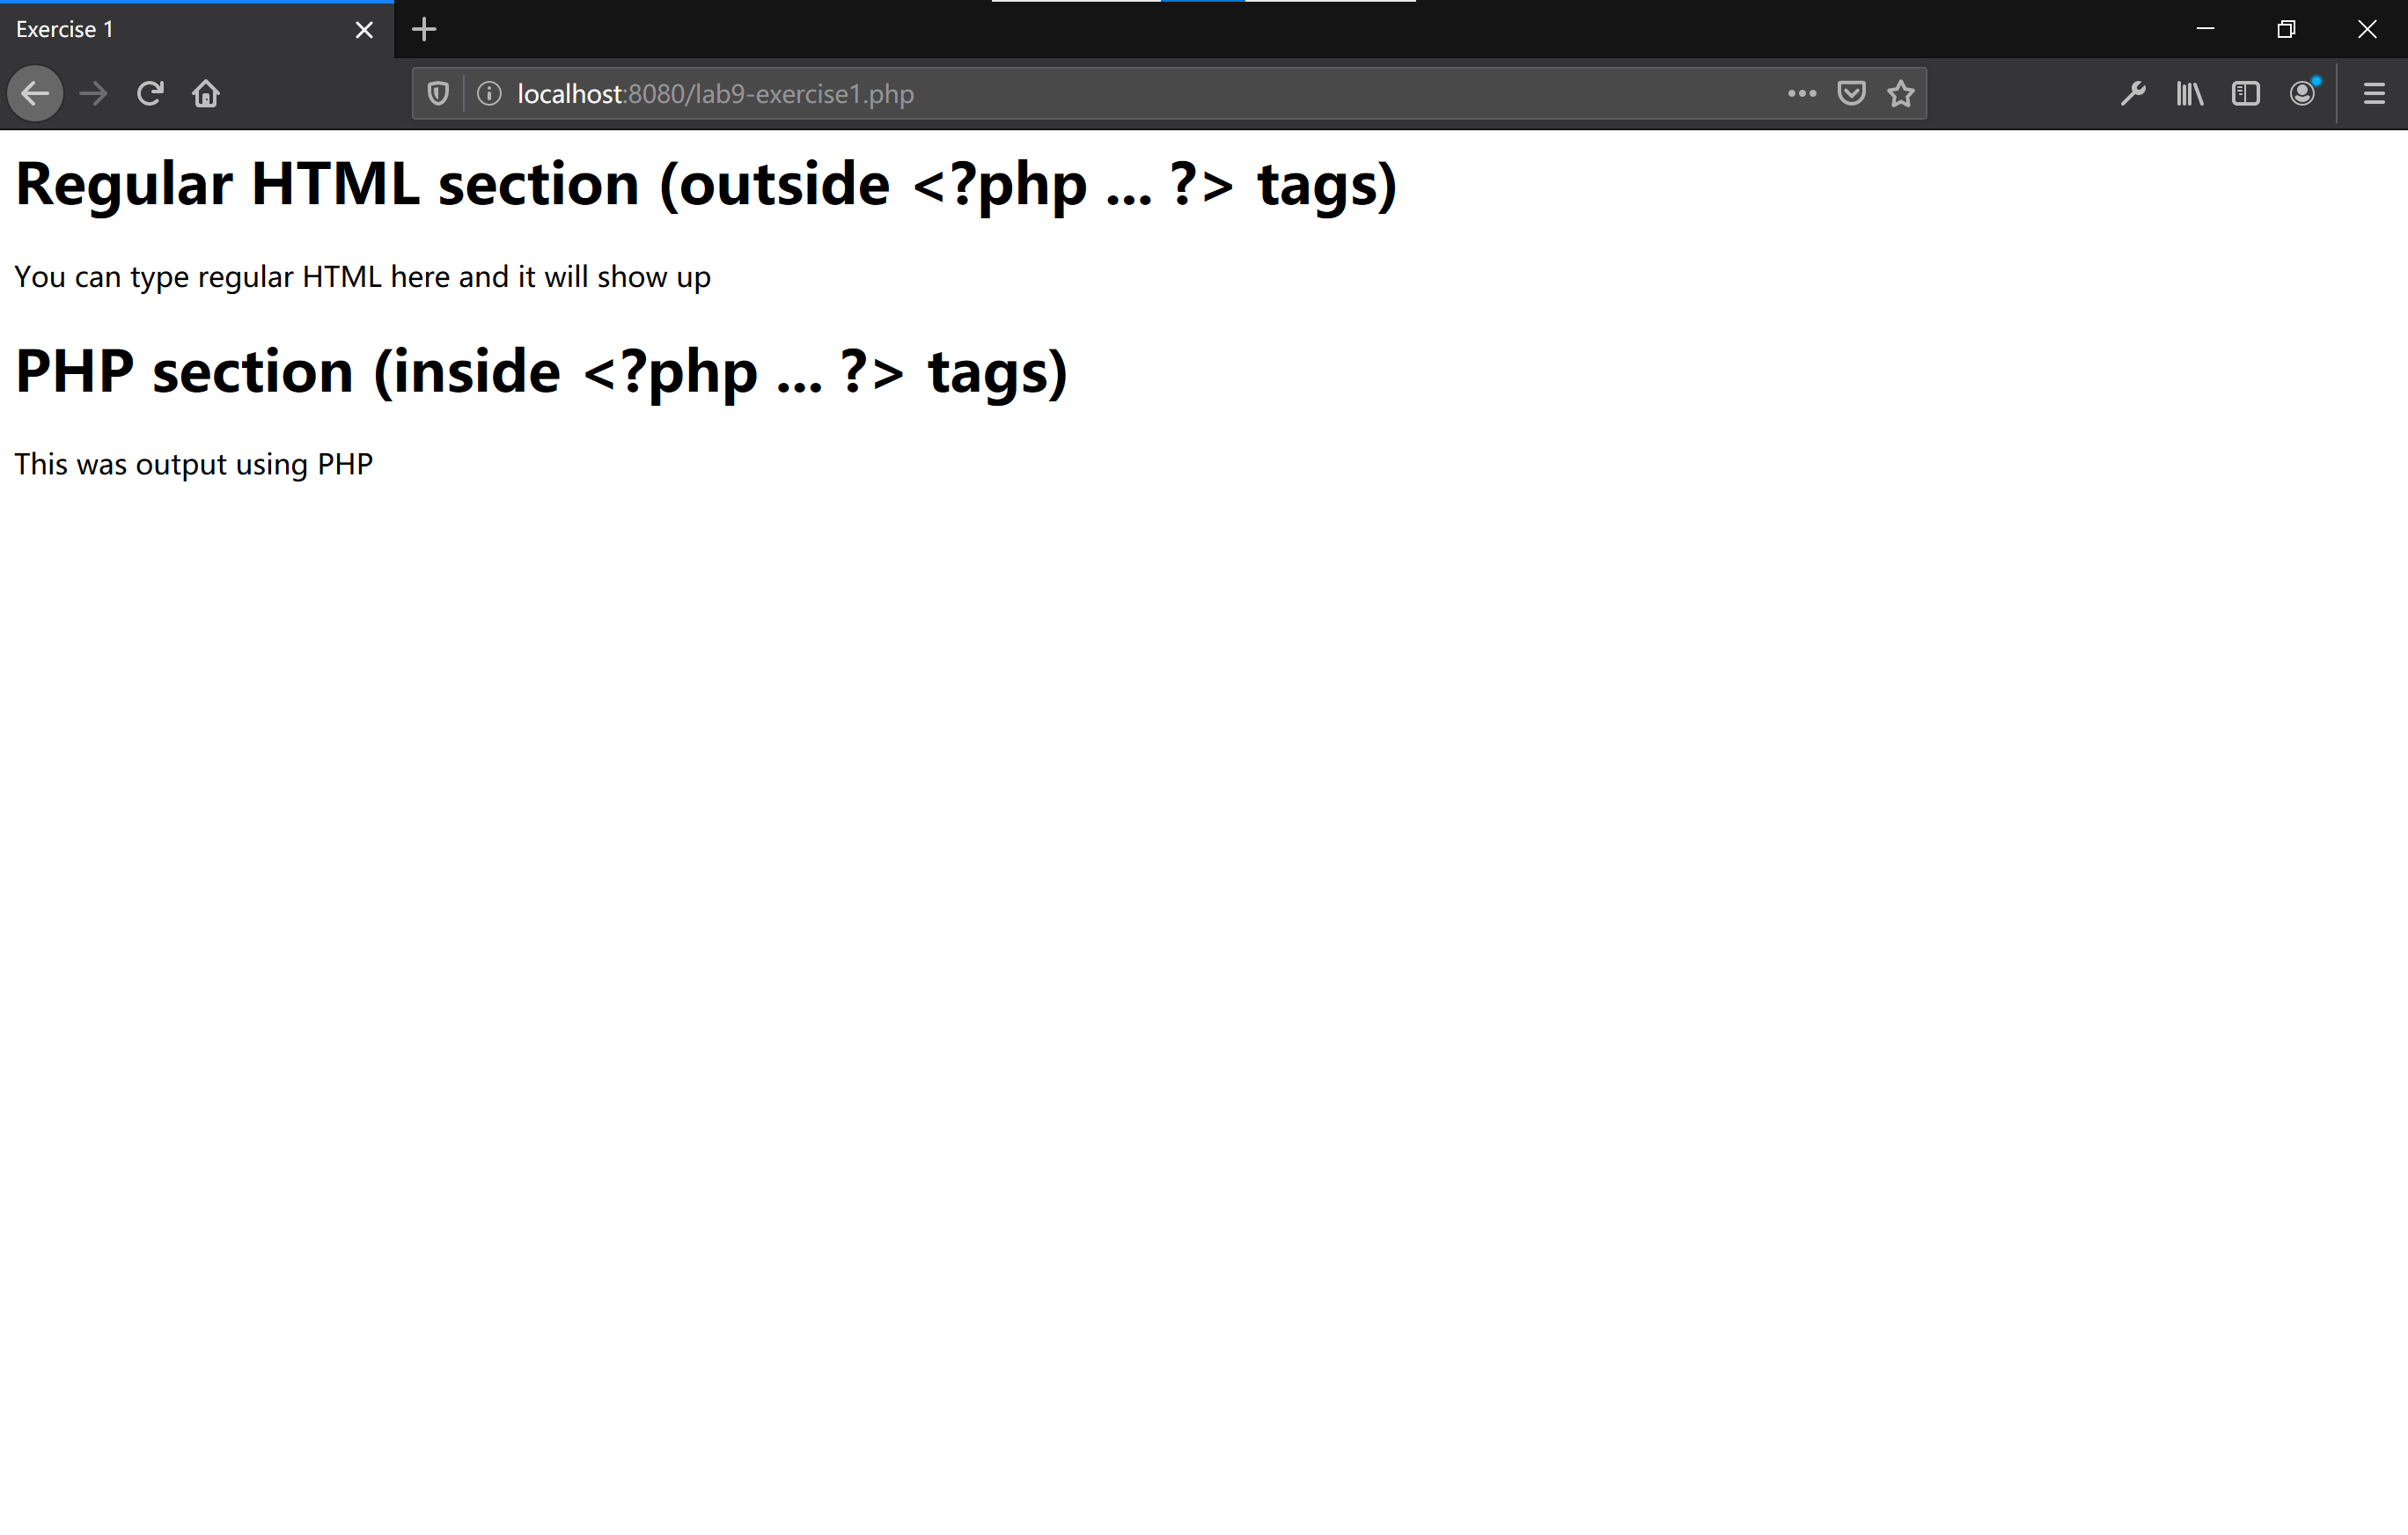 Exercise 1
localhost:8080/lab9-exercise1.php
Regular HTML section (outside <?php ... ?> tags)
You can type regular HTML here and it will show up
PHP section (inside <?php ... ?> tags)
This was output using PHP